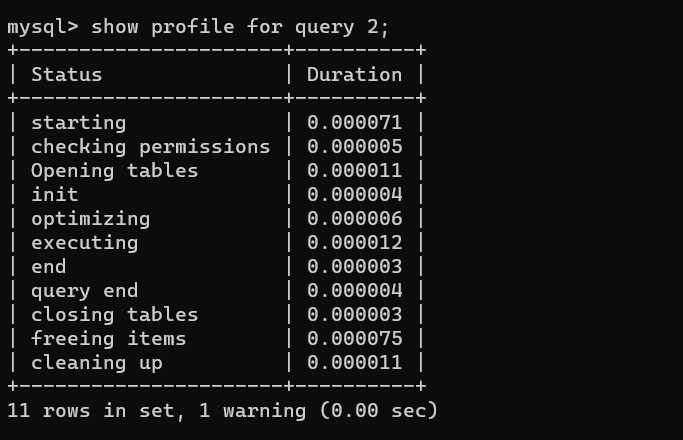 mysql> show profile for query 2;
+----------------------+----------+
| Status               | Duration |
+----------------------+----------+
| starting             | 0.000071 |
| checking permissions | 0.000005 |
| Opening tables       | 0.000011 |
| init                 | 0.000004 |
| optimizing           | 0.000006 |
| executing            | 0.000012 |
| end                  | 0.000003 |
| query end            | 0.000004 |
| closing tables       | 0.000003 |
| freeing items        | 0.000075 |
| cleaning up          | 0.000011 |
+----------------------+----------+
11 rows in set, 1 warning (0.00 sec)